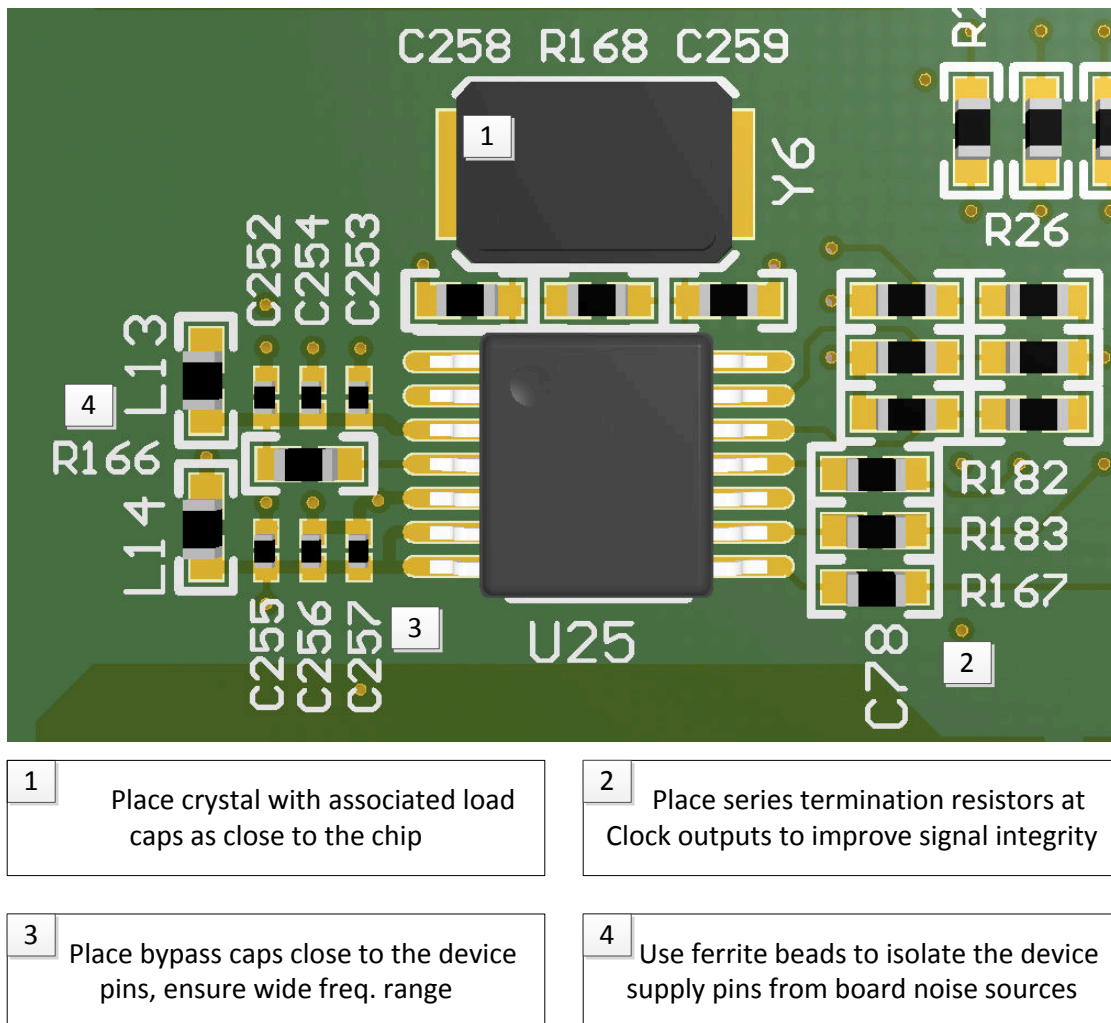 C258 R168 C259
1
Y6
R26
C252
C254
C253
L13
4
R166
L14
C255
C256
C257
3
U25
R182
R183
R167
C78
2
1
Place crystal with associated load
caps as close to the chip
2
Place series termination resistors at
Clock outputs to improve signal integrity
3
Place bypass caps close to the device
pins, ensure wide freq. range
4
Use ferrite beads to isolate the device
supply pins from board noise sources